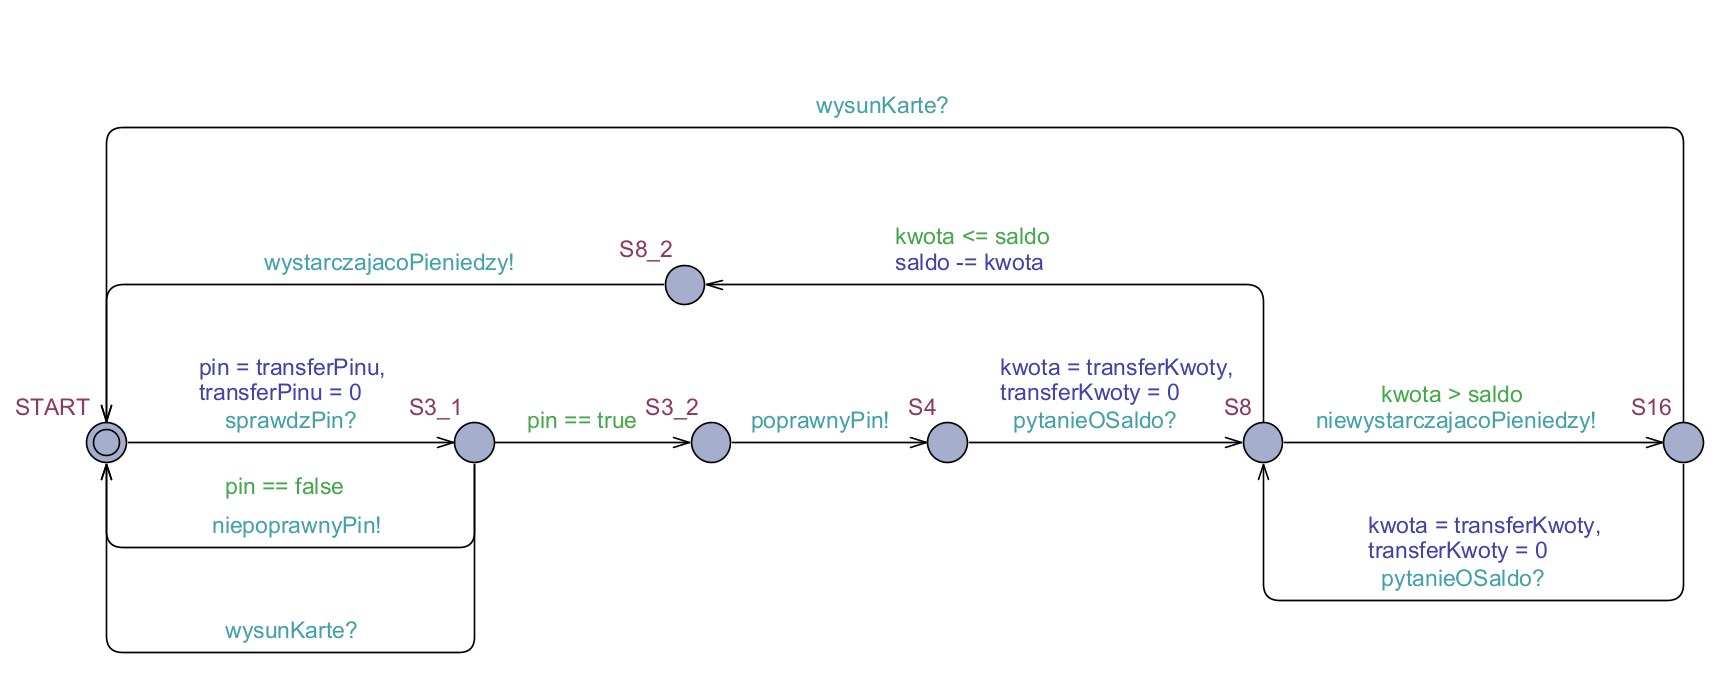 wysunKarte?
kwota <= saldo
S8_2
wystarczajacoPieniedzy!
saldo -= kwota
pin = transferPinu,
transferPinu = 0
kwota = transferKwoty,
transferKwoty = 0
kwota > saldo
START
sprawdzPin?
S3_1
pin == true
S3_2
poprawnyPin!
S4
pytanieOSaldo?
S8
niewystarczajacoPieniedzy!
S16
pin == false
niepoprawnyPin!
kwota = transferKwoty,
transferKwoty = 0
pytanieOSaldo?
wysunKarte?